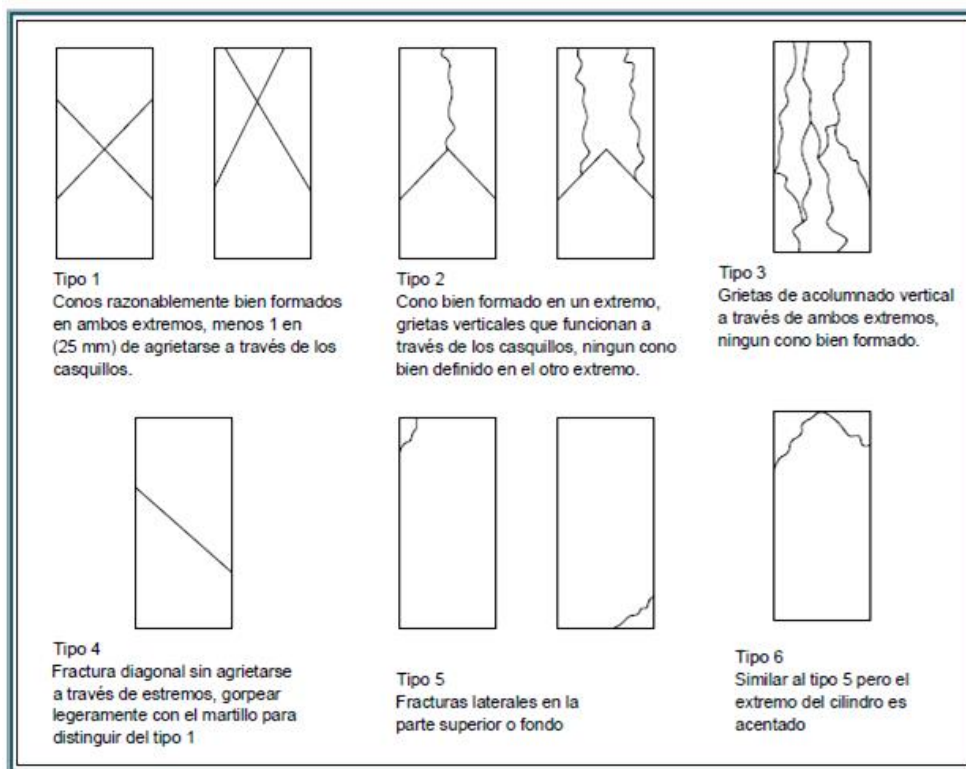 Tipo 1
Conos razonablemente bien formados
en ambos extremos, menos 1 en
(25 mm) de agrietarse a través de los
casquillos.
Tipo 2
Cono bien formado en un extremo,
grietas verticales que funcionan a
través de los casquillos, ningun cono
bien definido en el otro extremo.
Tipo 3
Grietas de acolumnado vertical
a través de ambos extremos,
ningun cono bien formado.
Tipo 4
Fractura diagonal sin agrietarse
a través de estremos, gorpear
legeramente con el martillo para
distinguir del tipo 1
Tipo 5
Fracturas laterales en la
parte superior o fondo
Tipo 6
Similar al tipo 5 pero el
extremo del cilindro es
acentado